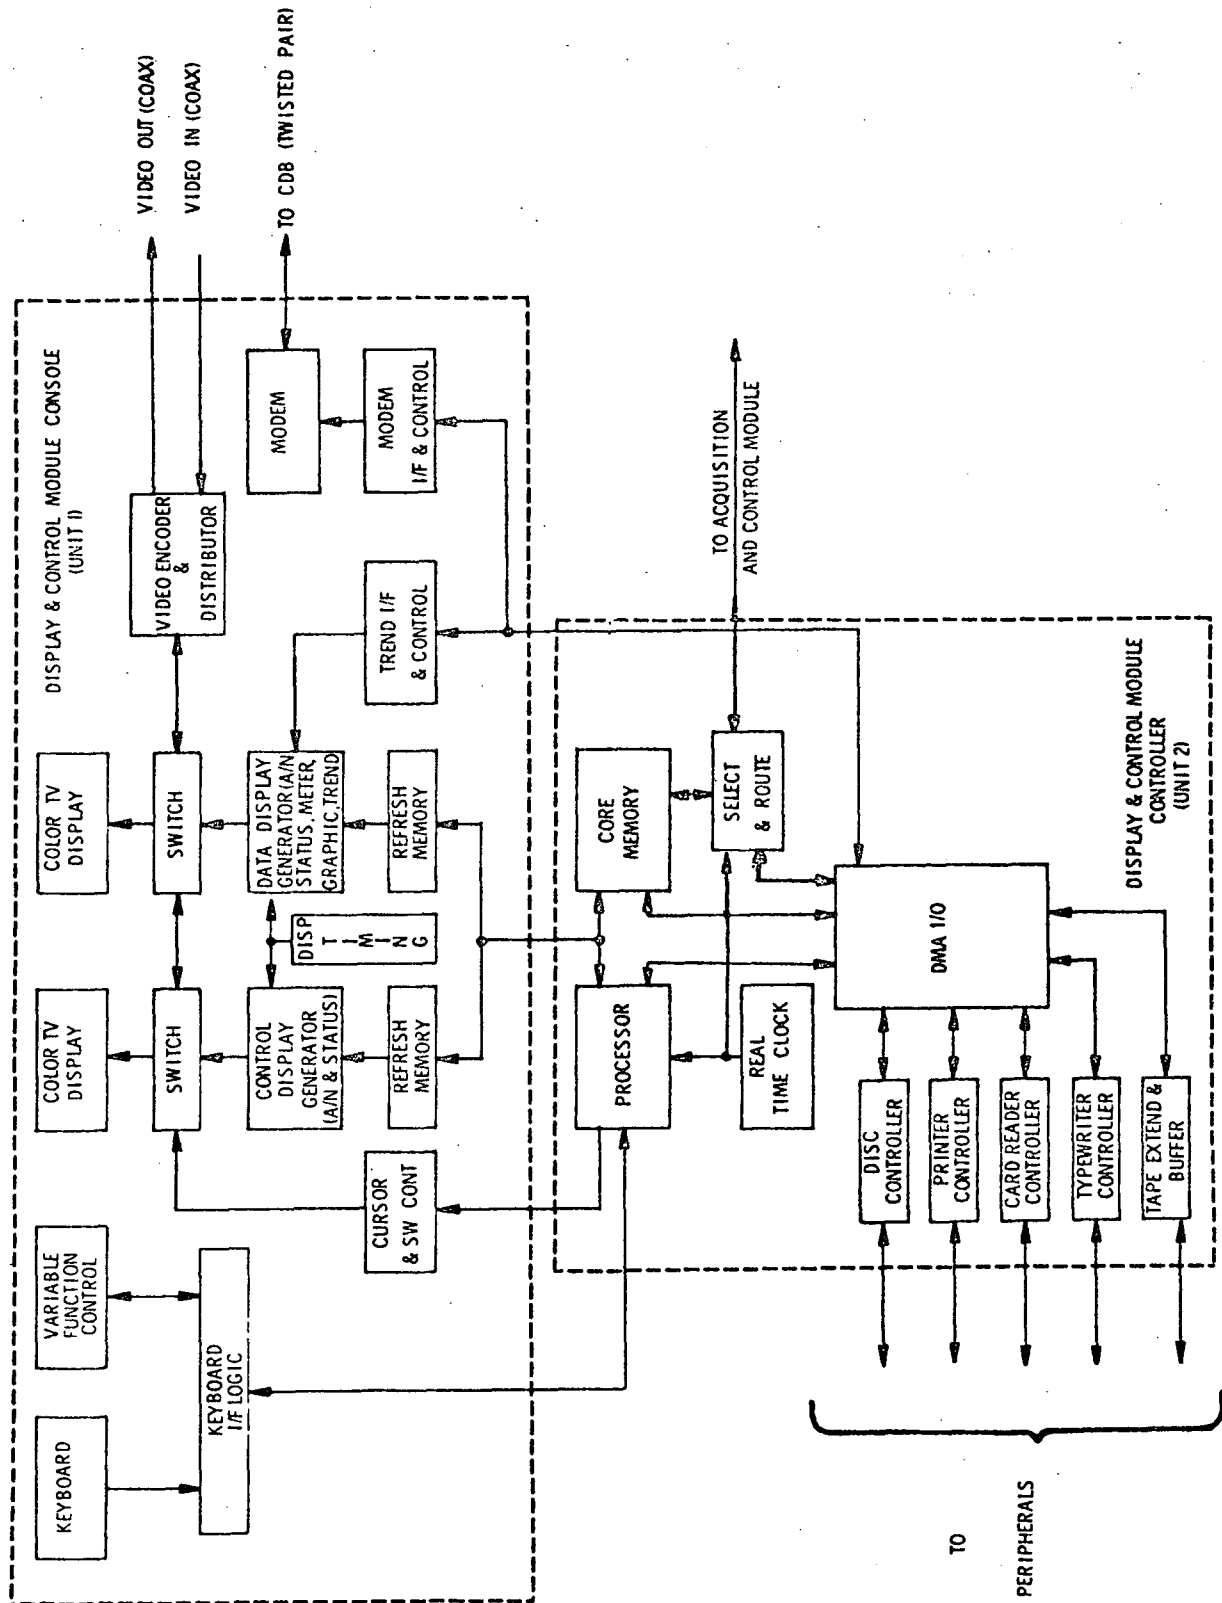 DISPLAY & CONTROL MODULE CONSOLE
(UNIT 1)
KEYBOARD
VARIABLE
FUNCTION
CONTROL
COLOR TV
DISPLAY
COLOR TV
DISPLAY
VIDEO OUT (COAX)
VIDEO IN (COAX)
KEYBOARD
I/F LOGIC
SWITCH
SWITCH
VIDEO ENCODER
&
DISTRIBUTOR
CONTROL
DISPLAY
GENERATOR
(A/N & STATUS)
DISP
TIMING
DATA DISPLAY
GENERATOR (A/N
STATUS, METER,
GRAPHIC, TREND
MODEM
TO CDB (TWISTED PAIR)
CURSOR
& SW CONT
REFRESH
MEMORY
REFRESH
MEMORY
TREND I/F
& CONTROL
MODEM
I/F & CONTROL
PROCESSOR
CORE
MEMORY
REAL
TIME CLOCK
SELECT
& ROUTE
TO ACQUISITION
AND CONTROL MODULE
DISC
CONTROLLER
PRINTER
CONTROLLER
CARD READER
CONTROLLER
TYPEWRITER
CONTROLLER
TAPE EXTEND &
BUFFER
DMA I/O
DISPLAY & CONTROL MODULE
CONTROLLER
(UNIT 2)
TO
PERIPHERALS